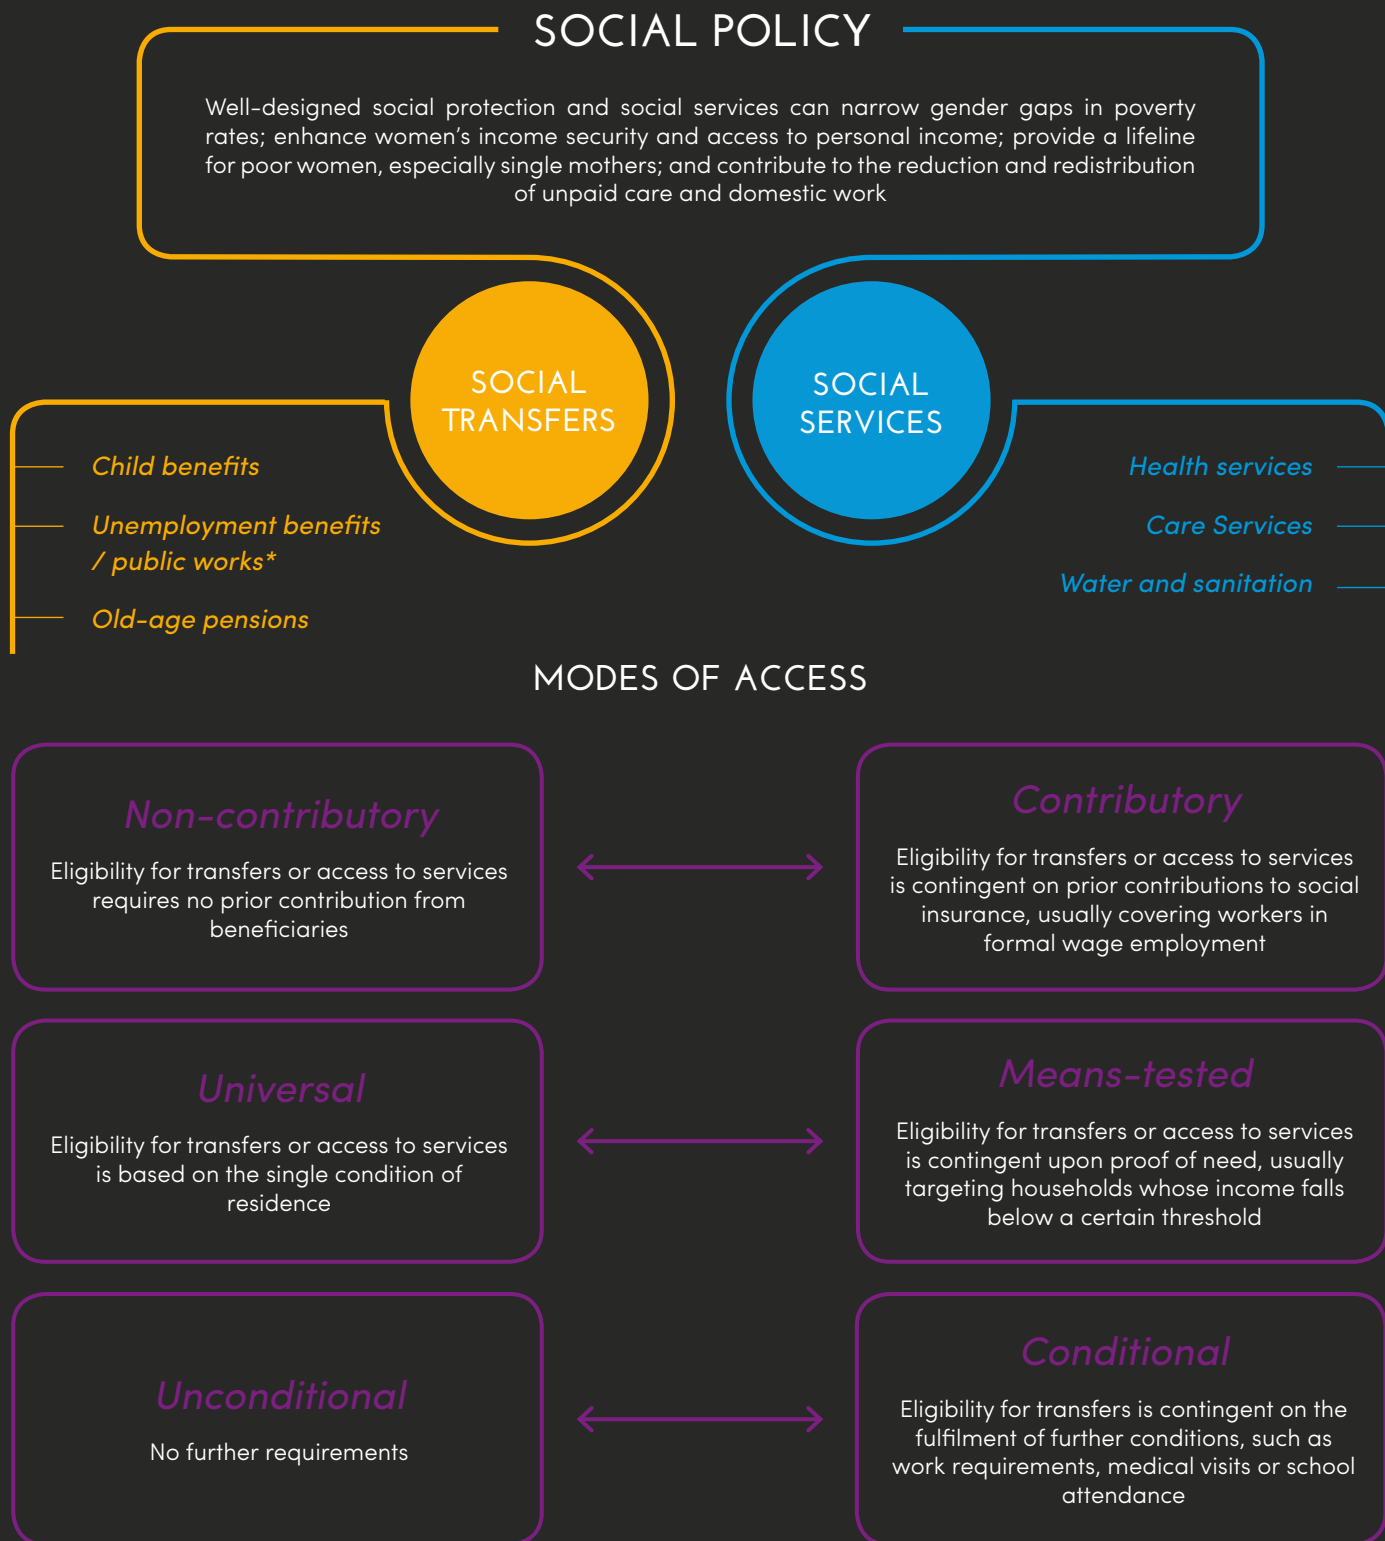 SOCIAL POLICY
Well-designed social protection and social services can narrow gender gaps in poverty
rates; enhance women’s income security and access to personal income; provide a lifeline
for poor women, especially single mothers; and contribute to the reduction and redistribution
of unpaid care and domestic work
SOCIAL
TRANSFERS
SOCIAL
SERVICES
Child benefits
Unemployment benefits
/ public works*
Old-age pensions
Health services
Care Services
Water and sanitation
MODES OF ACCESS
Non-contributory
Eligibility for transfers or access to services
requires no prior contribution from
beneficiaries
Contributory
Eligibility for transfers or access to services
is contingent on prior contributions to social
insurance, usually covering workers in
formal wage employment
Universal
Eligibility for transfers or access to services
is based on the single condition of
residence
Means-tested
Eligibility for transfers or access to services
is contingent upon proof of need, usually
targeting households whose income falls
below a certain threshold
Unconditional
No further requirements
Conditional
Eligibility for transfers is contingent on the
fulfilment of further conditions, such as
work requirements, medical visits or school
attendance